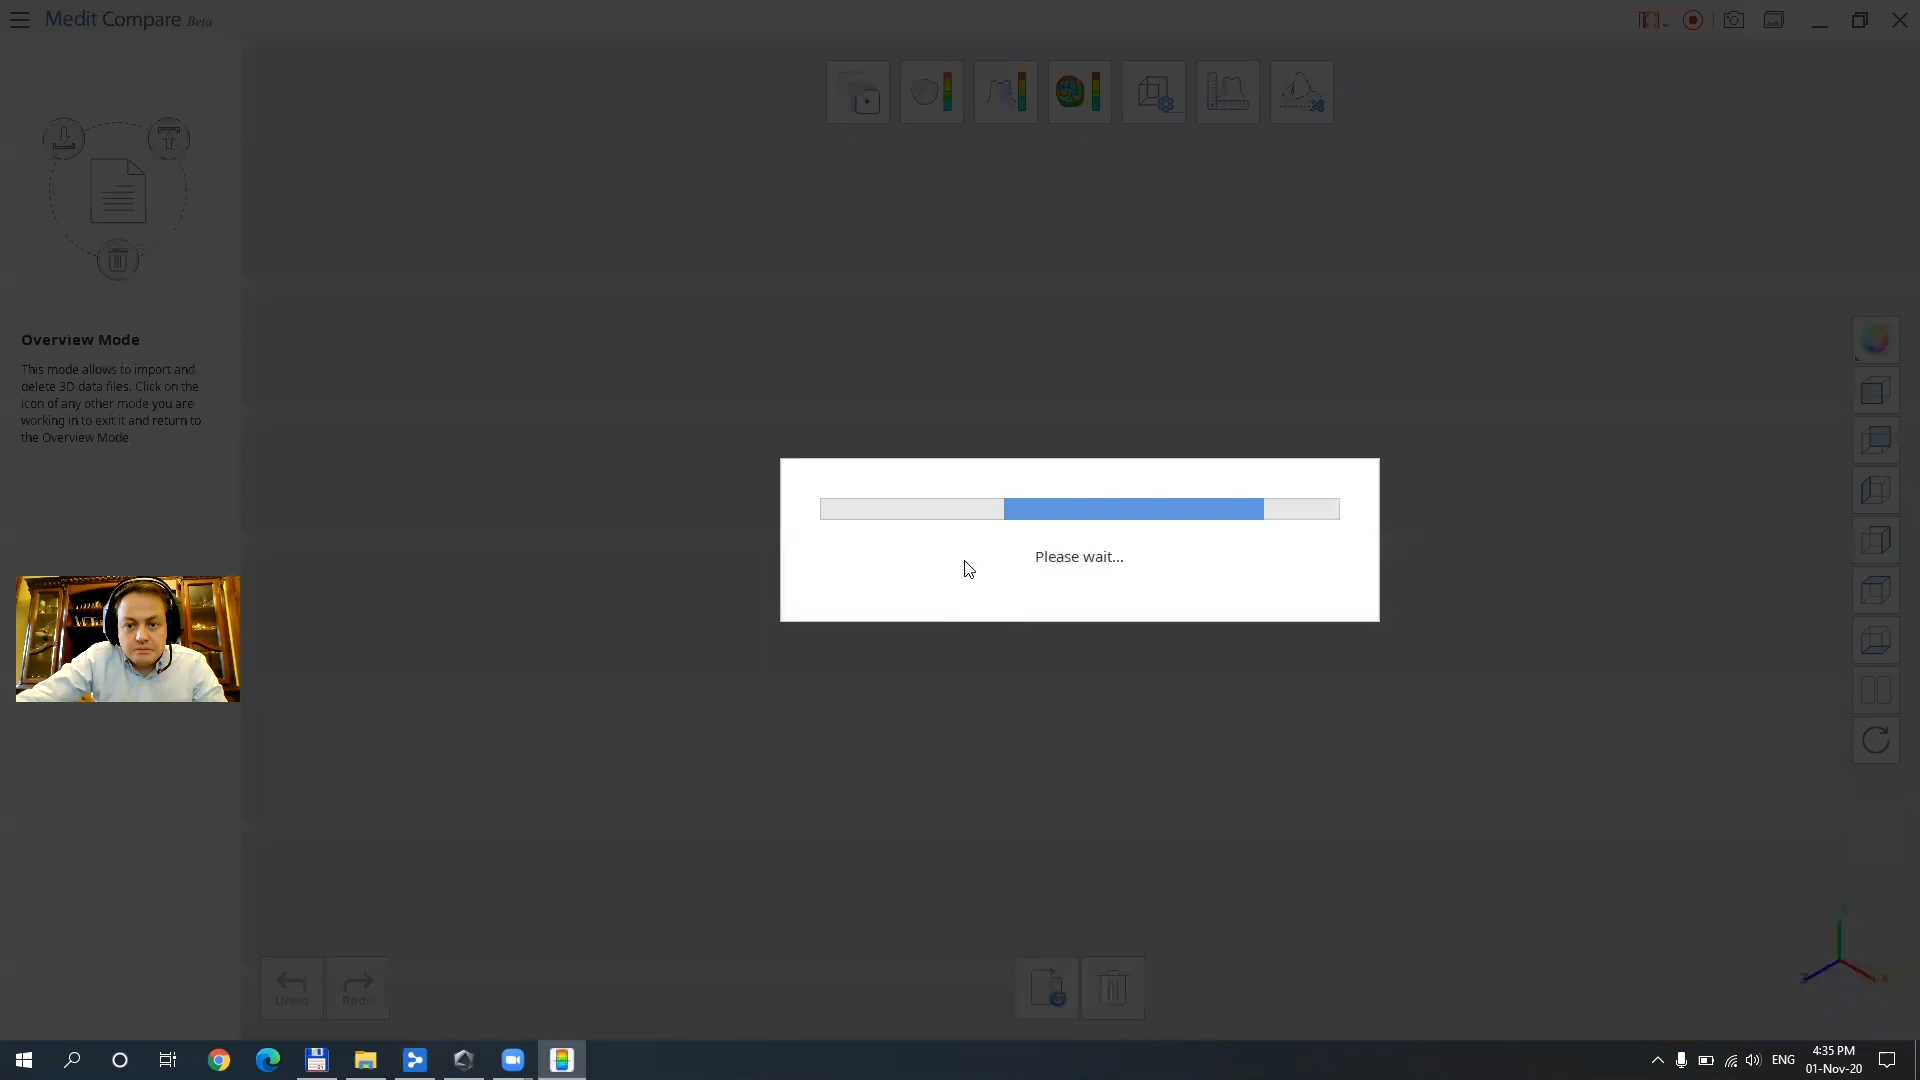 Medit Compare Beta
Overview Mode
This mode allows to import and
delete 3D data files. Click on the
icon of any other mode you are
working in to exit it and return to
the Overview Mode.
Please wait...
Undo
Redo
ENG
4:35 PM
01-Nov-20